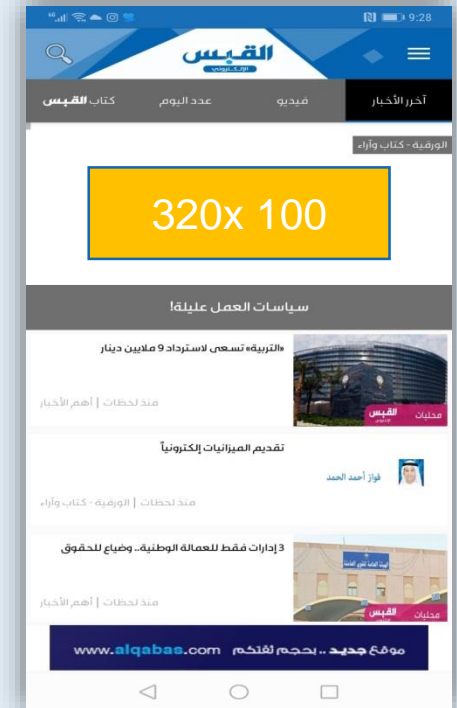 9:28
القبس
الإلكتروني
آخرر الأخبار
فيديو
عدد اليوم
كتاب القبس
الورقية - كتاب وآراء
320x 100
سياسات العمل عليلة!
«التربية» تسعى لاسترداد 9 ملايين دينار
منذ لحظات | أهم الأخبار
محليات
القبس
تقديم الميزانيات إلكترونياً
فواز أحمد الحمد
منذ لحظات | الورقية - كتاب وآراء
3 إدارات فقط للعمالة الوطنية.. وضياع للحقوق
منذ لحظات | أهم الأخبار
محليات
القبس
موقع جديد .. بحجم ثقتكم www.alqabas.com